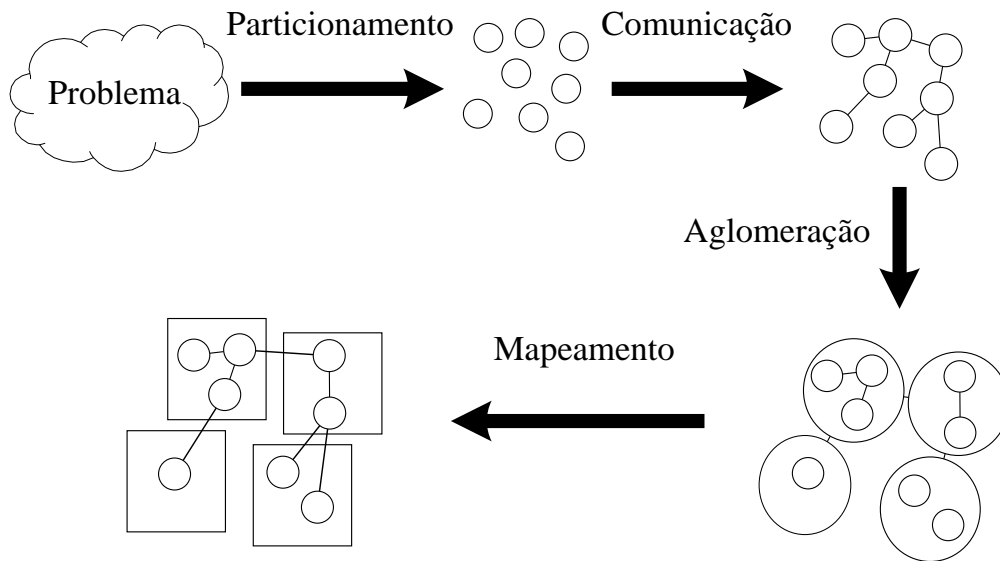 Particionamento
Comunicação
Problema
Aglomeração
Mapeamento